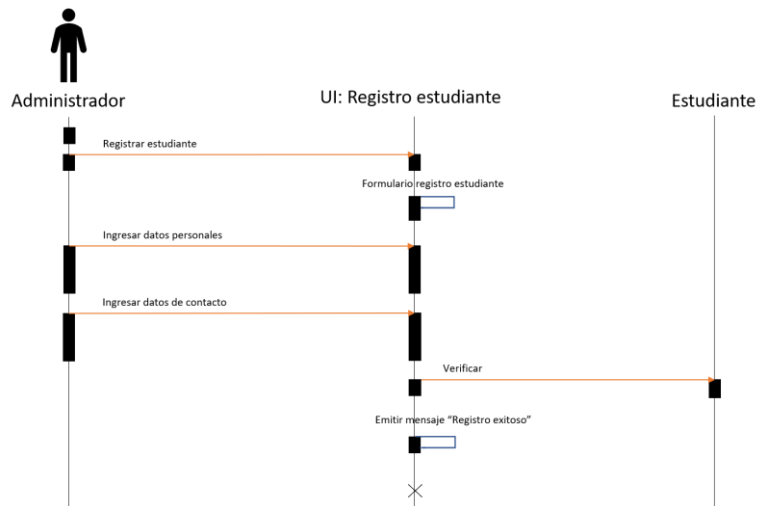 Administrador
UI: Registro estudiante
Estudiante
Registrar estudiante
Formulario registro estudiante
Ingresar datos personales
Ingresar datos de contacto
Verificar
Emitir mensaje “Registro exitoso”